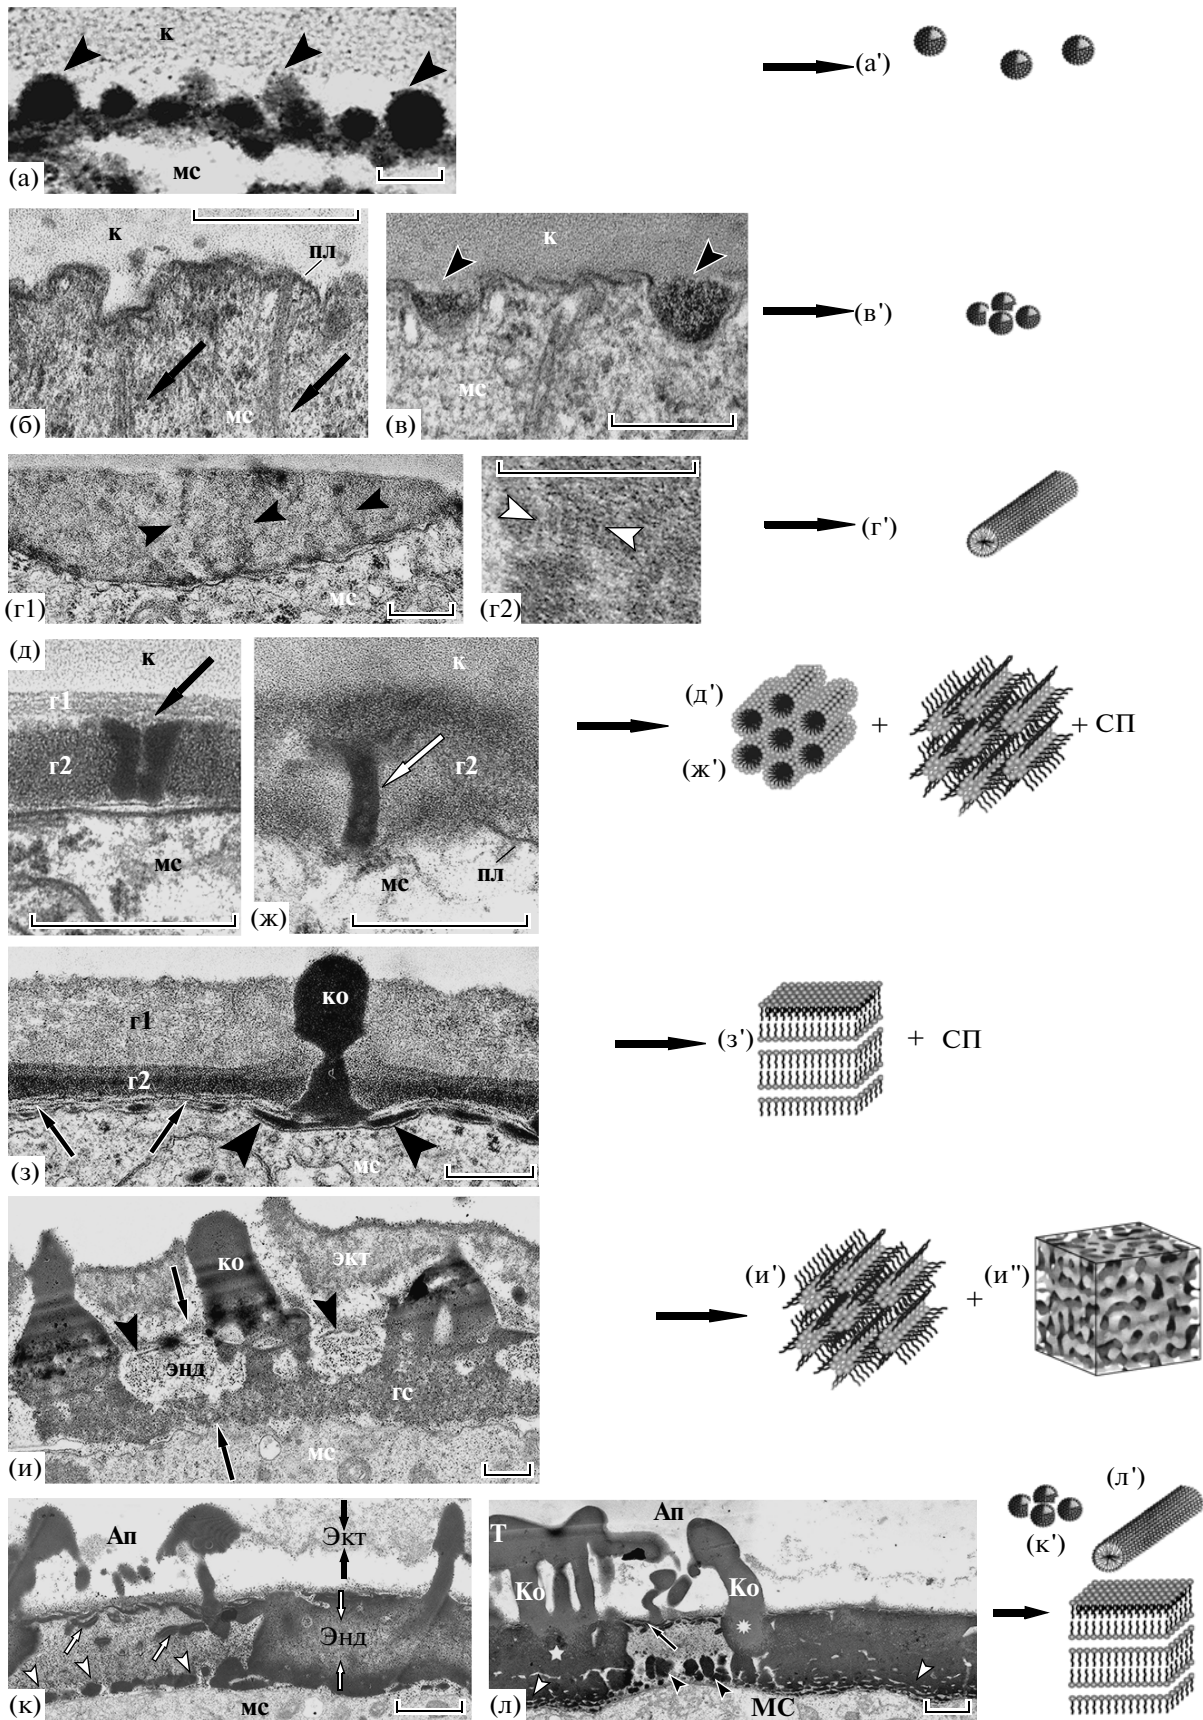 к
(а')
мс
(а)
к
пл
мс
(б)
к
мс
(в)
(в')
мс
(г1)
(г2)
(г')
(д)
к
г1
г2
мс
к
г2
пл
мс
(ж)
(д')
(ж')
+
+ СП
ко
г1
г2
мс
(з)
(з')
+ СП
ко
экт
энд
гс
мс
(и)
(и')
+
(и'')
Ап
Экт
Энд
мс
(к)
Т
Ап
Ко
Ко
МС
(л)
(л')
(к')